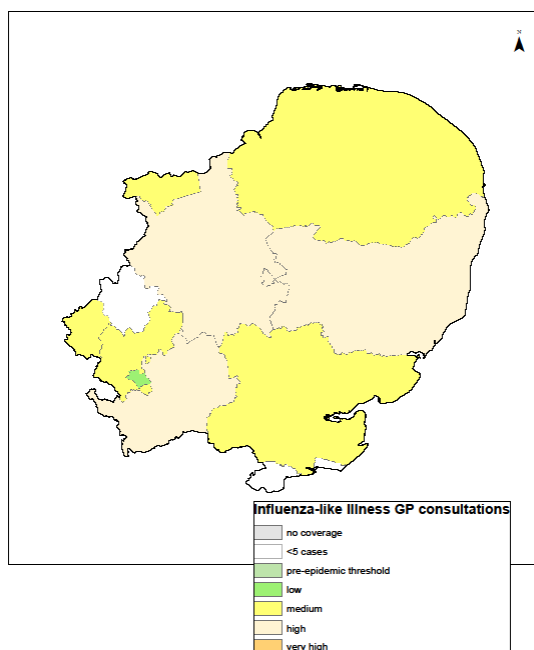 N
Influenza-like Illness GP consultations
no coverage
<5 cases
pre-epidemic threshold
low
medium
high
very high